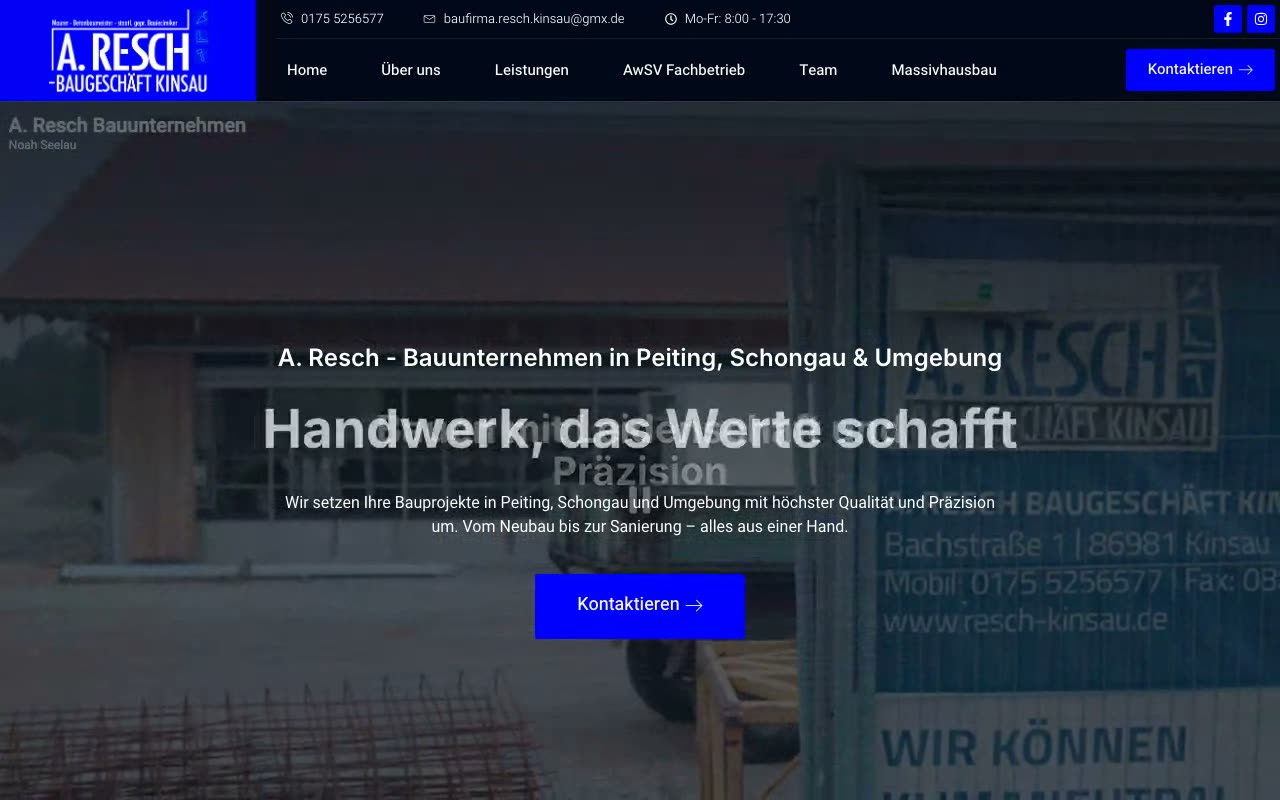 A. RESCH
-BAUGESCHÄFT KINSAU
0175 5256577
baufirma.resch.kinsau@gmx.de
Mo-Fr: 8:00 - 17:30
Home
Über uns
Leistungen
AwSV Fachbetrieb
Team
Massivhausbau
Kontaktieren
A. Resch Bauunternehmen
Noah Seelau
A. Resch - Bauunternehmen in Peiting, Schongau & Umgebung
Handwerk, das Werte schafft
Präzision
Wir setzen Ihre Bauprojekte in Peiting, Schongau und Umgebung mit höchster Qualität und Präzision
um. Vom Neubau bis zur Sanierung – alles aus einer Hand.
Kontaktieren
A. RESCH
BAUGESCHÄFT KIN
Bachstraße 1 | 86981 Kinsau
Mobil: 0175 5256577 | Fax: 08
www.resch-kinsau.de
WIR KÖNNEN